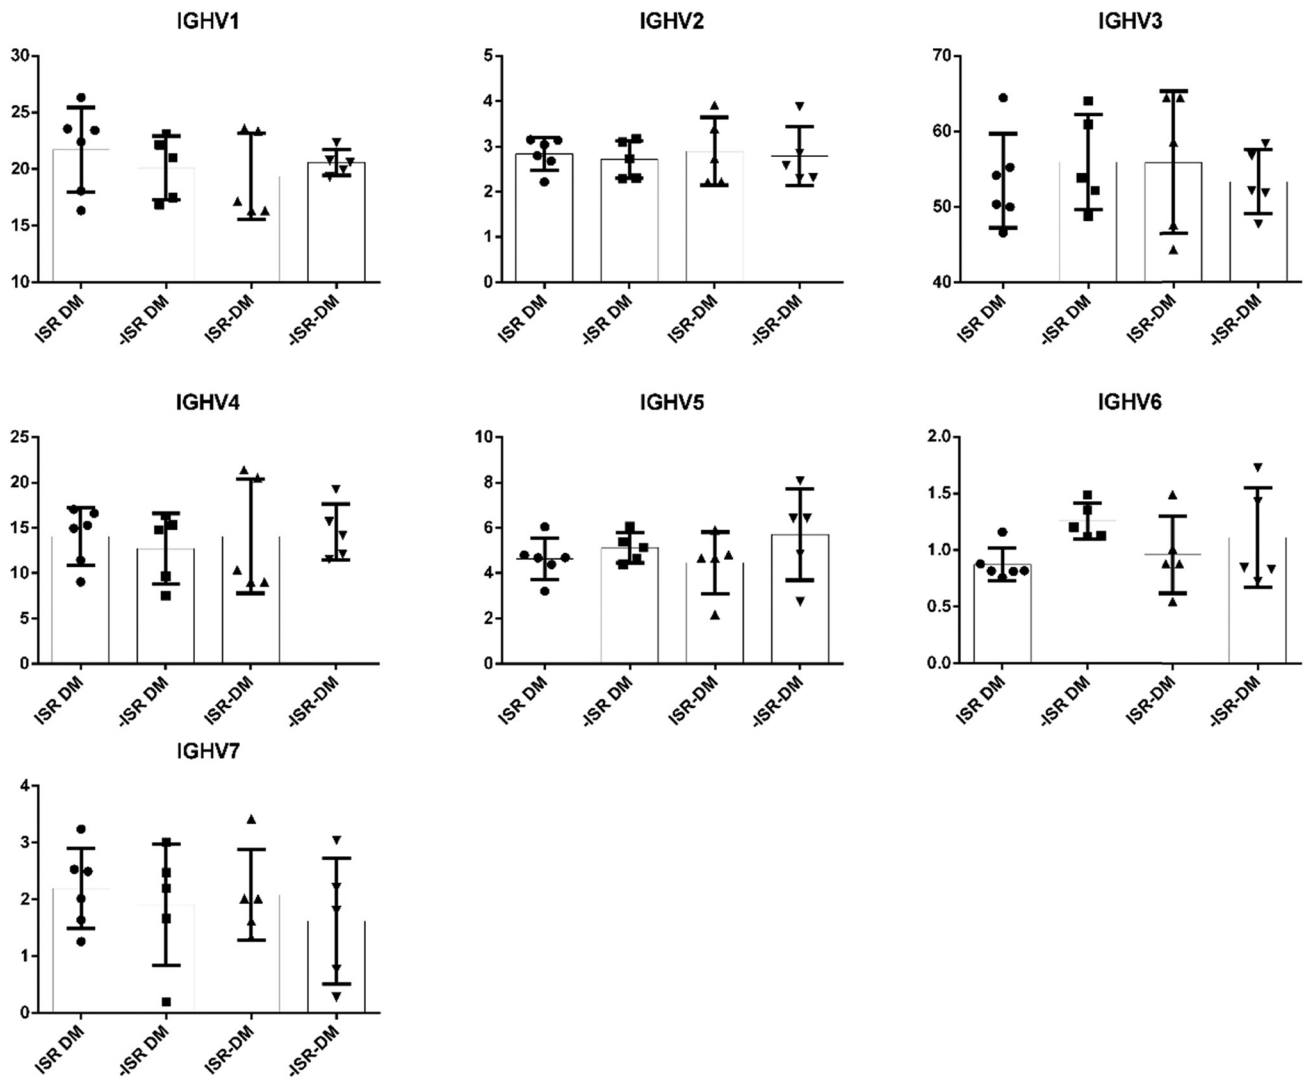 IGHV1 IGHV2 IGHV3
30 5 70
25 4 60
20 3 50
15 2 40
10 1
0
ISR DM -ISR DM ISR-DM -ISR-DM ISR DM -ISR DM ISR-DM -ISR-DM ISR DM -ISR DM ISR-DM -ISR-DM
IGHV4 IGHV5 IGHV6
25 10 2.0
20 8 1.5
15 6 1.0
10 4 0.5
5 2 0.0
0 0
ISR DM -ISR DM ISR-DM -ISR-DM ISR DM -ISR DM ISR-DM -ISR-DM ISR DM -ISR DM ISR-DM -ISR-DM
IGHV7
4
3
2
1
0
ISR DM -ISR DM ISR-DM -ISR-DM